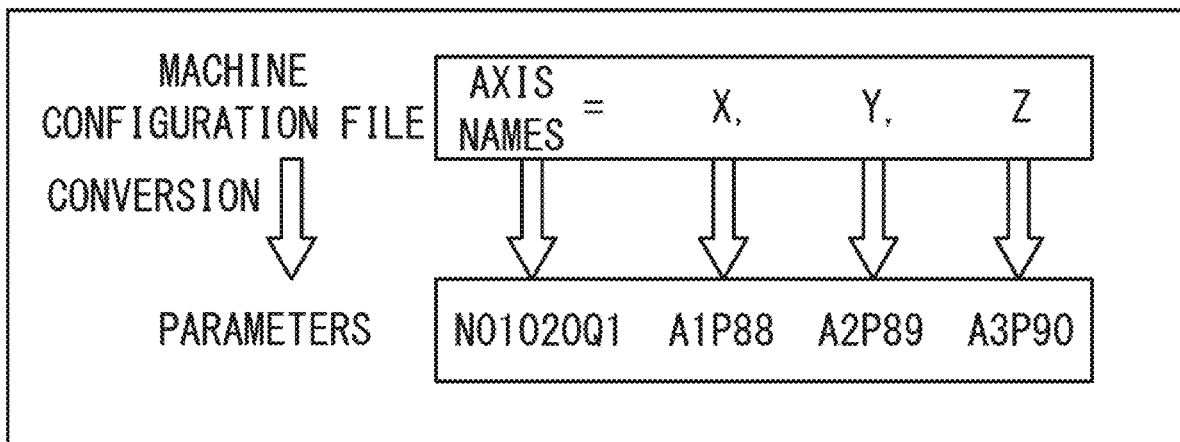 MACHINE
CONFIGURATION FILE
AXIS
NAMES = X, Y, Z
CONVERSION
PARAMETERS
N01020Q1 A1P88 A2P89 A3P90